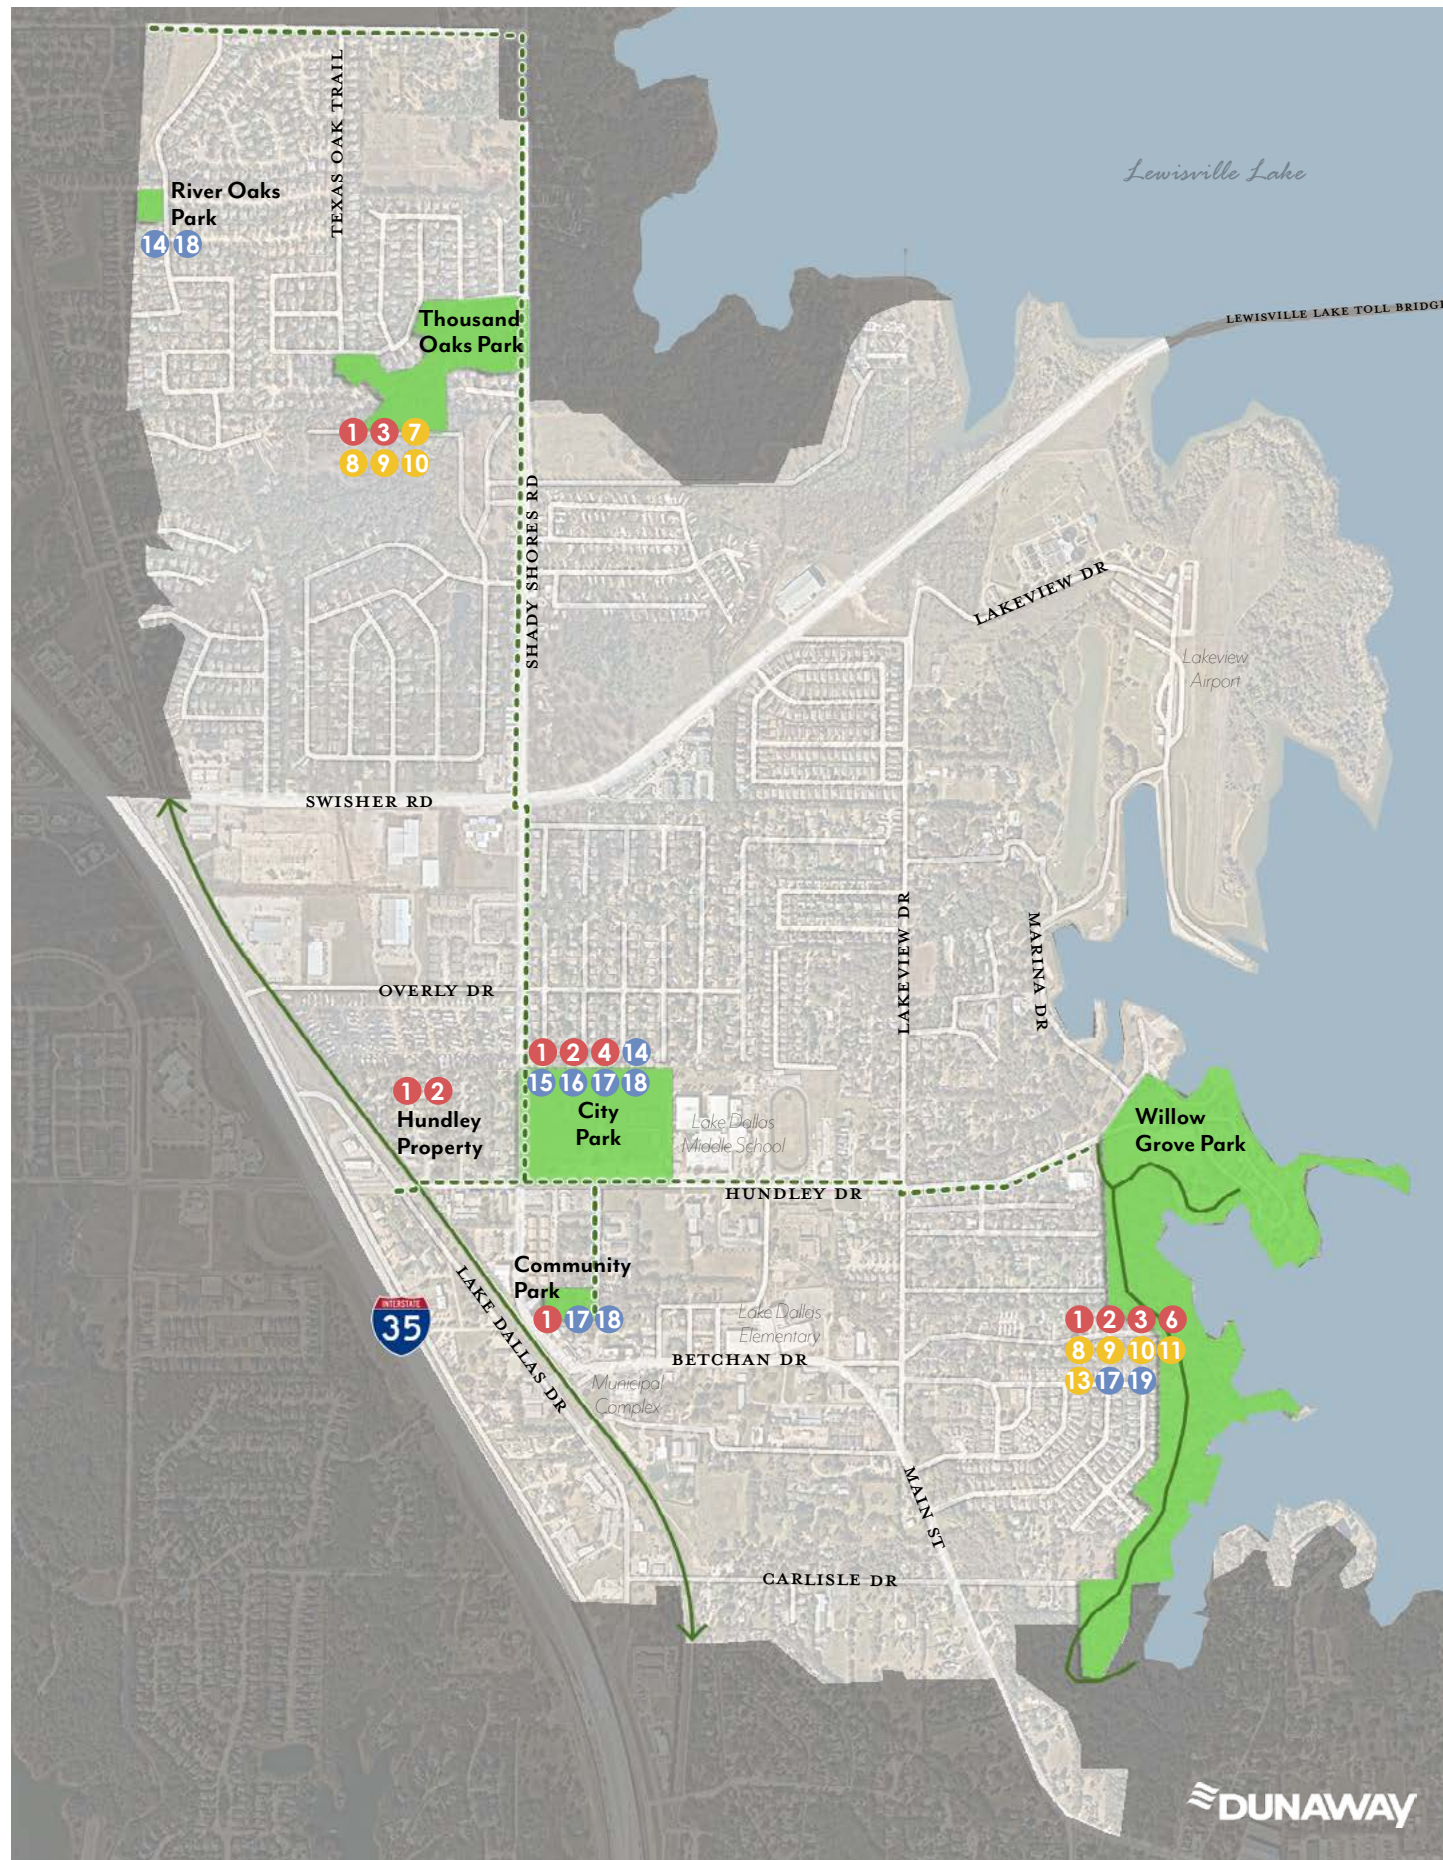 TEXAS OAK TRAIL
Lewisville Lake
River Oaks
Park
14 18
LEWISVILLE LAKE TOLL BRIDGE
Thousand
Oaks Park
1 3 7
8 9 10
SHADY SHORES RD
LAKEVIEW DR
Lakeview
Airport
SWISHER RD
LAKEVIEW DR
MARINA DR
OVERLY DR
1 2 4 14
15 16 17 18
City
Park
1 2
Hundley
Property
Lake Dallas
Middle School
Willow
Grove Park
HUNDLEY DR
Community
Park
1 17 18
LAKE DALLAS DR
INTERSTATE
35
Lake Dallas
Elementary
1 2 3 6
8 9 10 11
13 17 19
BETCHAN DR
Municipal
Complex
MAIN ST
CARLISLE DR
DUNAWAY